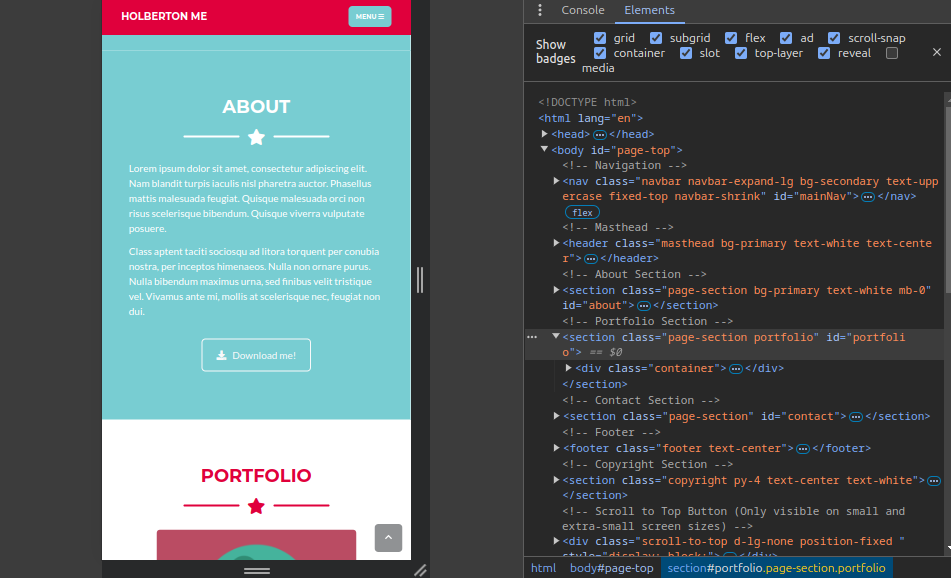 HOLBERTON ME
MENU
ABOUT
Lorem ipsum dolor sit amet, consectetur adipiscing elit.
Nam blandit turpis iaculis nisl pharetra auctor. Phasellus
mattis malesuada feugiat. Quisque malesuada orci non
risus scelerisque bibendum. Quisque viverra vulputate
posuere.
Class aptent taciti sociosqu ad litora torquent per conubia
nostra, per inceptos himenaeos. Nulla non ornare purus.
Nulla bibendum maximus urna, sed finibus velit tristique
vel. Vivamus ante mi, mollis at scelerisque nec, feugiat non
dui.
Download me!
PORTFOLIO
Console Elements
Show badges
grid subgrid flex ad scroll-snap
container slot top-layer reveal
media
<!DOCTYPE html>
<html lang="en">
<head>…</head>
<body id="page-top">
<!-- Navigation -->
<nav class="navbar navbar-expand-lg bg-secondary text-upp
ercase fixed-top navbar-shrink" id="mainNav">…</nav>
flex
<!-- Masthead -->
<header class="masthead bg-primary text-white text-cente
r">…</header>
<!-- About Section -->
<section class="page-section bg-primary text-white mb-0"
id="about">…</section>
<!-- Portfolio Section -->
<section class="page-section portfolio" id="portfoli
o"> == $0
<div class="container">…</div>
</section>
<!-- Contact Section -->
<section class="page-section" id="contact">…</section>
<!-- Footer -->
<footer class="footer text-center">…</footer>
<!-- Copyright Section -->
<section class="copyright py-4 text-center text-white">…
</section>
<!-- Scroll to Top Button (Only visible on small and
extra-small screen sizes) -->
<div class="scroll-to-top d-lg-none position-fixed "
style="display: block;">…</div>
html body#page-top section#portfolio.page-section.portfolio